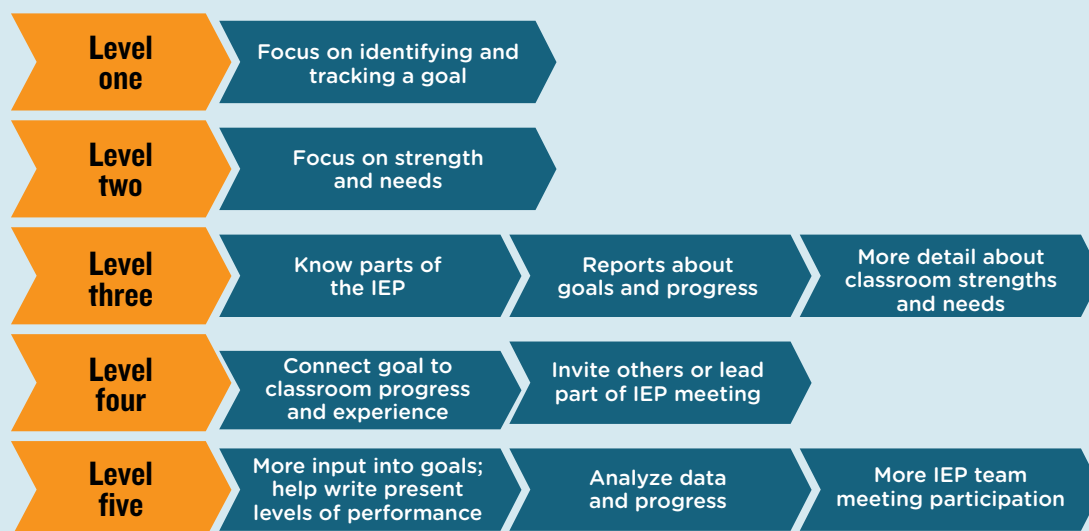 Level
one
Focus on identifying and
tracking a goal
Level
two
Focus on strength
and needs
Level
three
Know parts of
the IEP
Reports about
goals and progress
More detail about
classroom strengths
and needs
Level
four
Connect goal to
classroom progress
and experience
Invite others or lead
part of IEP meeting
Level
five
More input into goals;
help write present
levels of performance
Analyze data
and progress
More IEP team
meeting participation